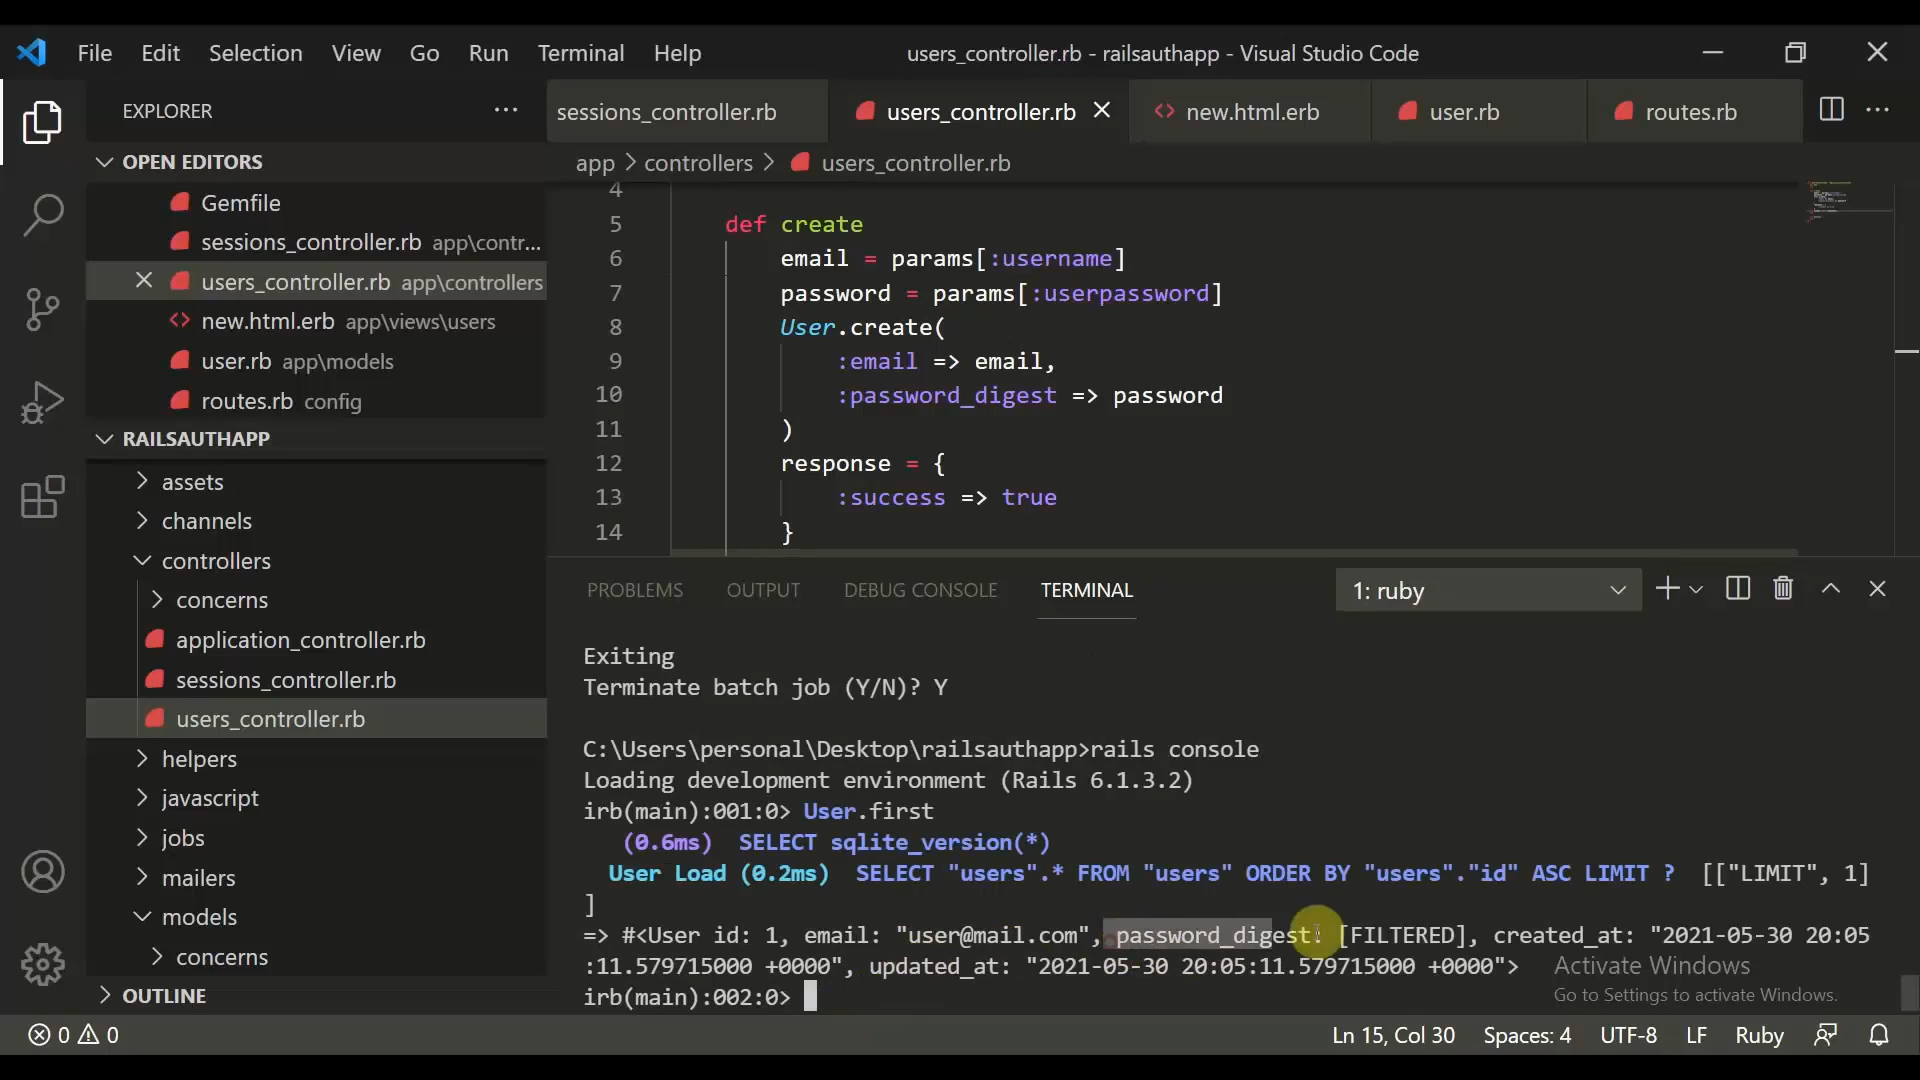 File Edit Selection View Go Run Terminal Help users_controller.rb - railsauthapp - Visual Studio Code
EXPLORER
sessions_controller.rb users_controller.rb new.html.erb user.rb routes.rb
OPEN EDITORS
app > controllers > users_controller.rb
Gemfile
sessions_controller.rb app\contr...
users_controller.rb app\controllers
new.html.erb app\views\users
user.rb app\models
routes.rb config
RAILSAUTHAPP
assets
channels
controllers
concerns
application_controller.rb
sessions_controller.rb
users_controller.rb
helpers
javascript
jobs
mailers
models
concerns
OUTLINE
4
5 def create
6 email = params[:username]
7 password = params[:userpassword]
8 User.create(
9 :email => email,
10 :password_digest => password
11 )
12 response = {
13 :success => true
14 }
PROBLEMS OUTPUT DEBUG CONSOLE TERMINAL 1: ruby
Exiting
Terminate batch job (Y/N)? Y
C:\Users\personal\Desktop\railsauthapp>rails console
Loading development environment (Rails 6.1.3.2)
irb(main):001:0> User.first
(0.6ms) SELECT sqlite_version(*)
User Load (0.2ms) SELECT "users".* FROM "users" ORDER BY "users"."id" ASC LIMIT ? [["LIMIT", 1]
]
=> #<User id: 1, email: "user@mail.com", password_digest: [FILTERED], created_at: "2021-05-30 20:05
:11.579715000 +0000", updated_at: "2021-05-30 20:05:11.579715000 +0000">
irb(main):002:0>
Activate Windows
Go to Settings to activate Windows.
0 0 Ln 15, Col 30 Spaces: 4 UTF-8 LF Ruby